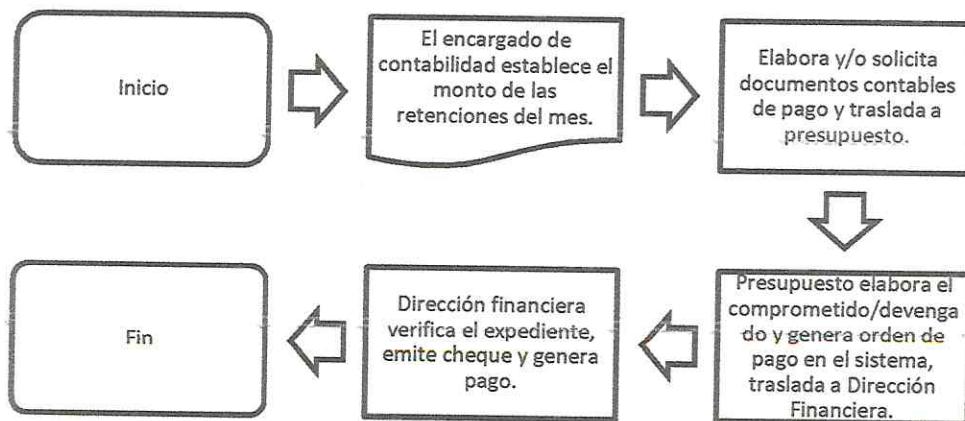 Inicio
El encargado de
contabilidad establece el
monto de las
retenciones del mes.
Elabora y/o solicita
documentos contables
de pago y traslada a
presupuesto.
Presupuesto elabora el
comprometido/devenga
do y genera orden de
pago en el sistema,
traslada a Dirección
Financiera.
Dirección financiera
verifica el expediente,
emite cheque y genera
pago.
Fin